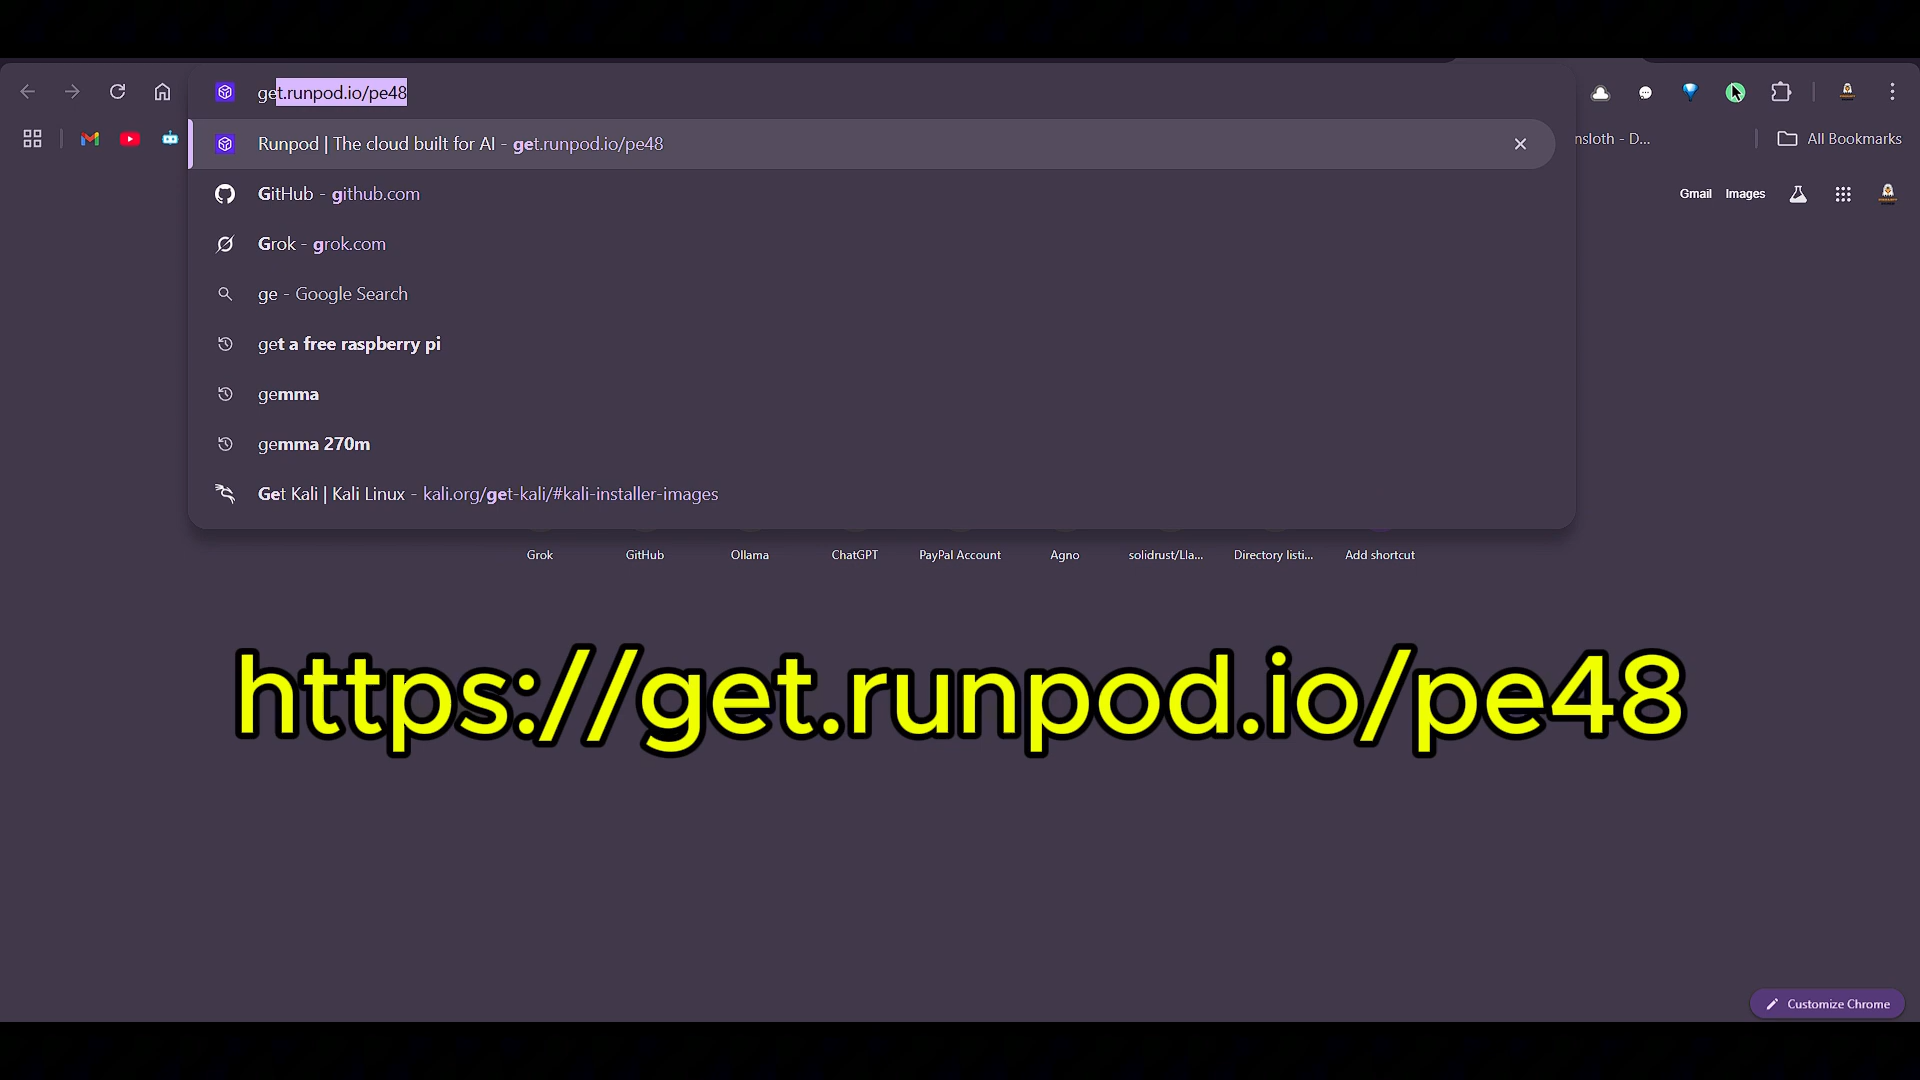 get.runpod.io/pe48
Runpod | The cloud built for AI - get.runpod.io/pe48
nsloth - D...
All Bookmarks
GitHub - github.com
Gmail
Images
Grok - grok.com
ge - Google Search
get a free raspberry pi
gemma
gemma 270m
Get Kali | Kali Linux - kali.org/get-kali/#kali-installer-images
Grok
GitHub
Ollama
ChatGPT
PayPal Account
Agno
solidrust/Lla...
Directory listi...
Add shortcut
https://get.runpod.io/pe48
Customize Chrome